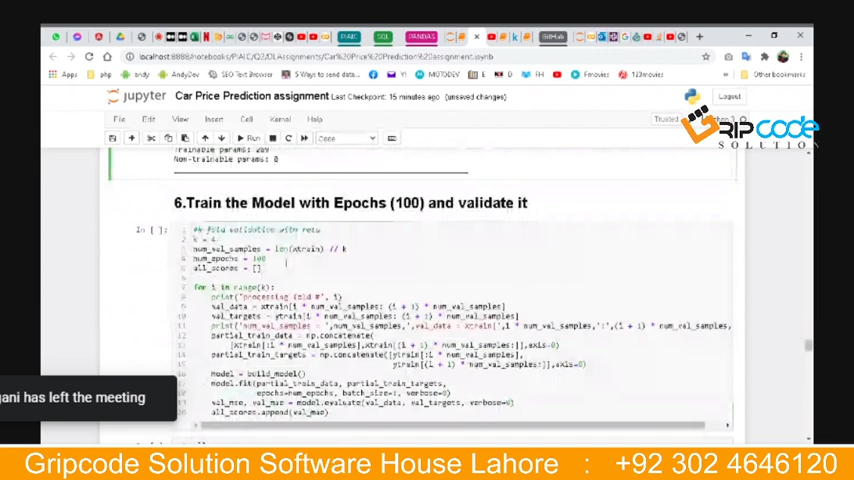 PIAIC
SQL
PANDAS
GitHub
localhost:8888/notebooks/PIAIC/Q2/DLAssignments/Car%20Price%20Prediction%20assignment.ipynb
Apps
php
andy
AndyDev
SEO Text Browser
5 Ways to send data...
Y!
MOTODEV
E
D
FH
Fmovies
123movies
Other bookmarks
jupyter
Car Price Prediction assignment Last Checkpoint: 15 minutes ago (unsaved changes)
Logout
File Edit View Insert Cell Kernel Help
Trusted
GRIPCODE
SOLUTION
Run
Code
Trainable params: 289
Non-trainable params: 0
6.Train the Model with Epochs (100) and validate it
In [ ]:
1 ## fold validation with relu
2 k = 4
3 num_val_samples = len(xtrain) // k
4 num_epochs = 100
5 all_scores = []
6
7 for i in range(k):
8 print("processing fold #", i)
9 val_data = xtrain[i * num_val_samples: (i + 1) * num_val_samples]
10 val_targets = ytrain[i * num_val_samples: (i + 1) * num_val_samples]
11 print('num_val_samples = ',num_val_samples,',val_data = xtrain[',i * num_val_samples,':',(i + 1) * num_val_samples,
12 partial_train_data = np.concatenate(
13 [xtrain[:i * num_val_samples],xtrain[(i + 1) * num_val_samples:]],axis=0)
14 partial_train_targets = np.concatenate([ytrain[:i * num_val_samples],
15 ytrain[(i + 1) * num_val_samples:]],axis=0)
16 model = build_model()
17 model.fit(partial_train_data, partial_train_targets,
18 epochs=num_epochs, batch_size=1, verbose=0)
19 val_mse, val_mae = model.evaluate(val_data, val_targets, verbose=0)
20 all_scores.append(val_mae)
gani has left the meeting
Gripcode Solution Software House Lahore : +92 302 4646120